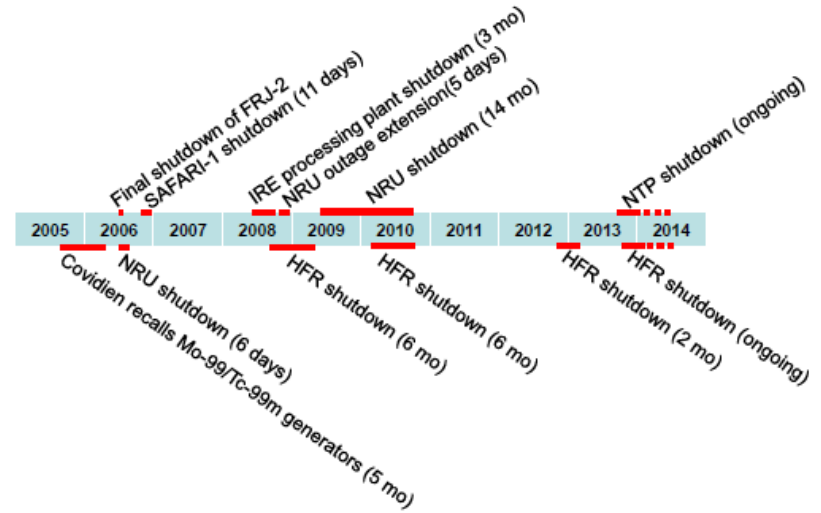 Final shutdown of FRJ-2
SAFARI-1 shutdown (11 days)
IRE processing plant shutdown (3 mo)
NRU outage extension(5 days)
NRU shutdown (14 mo)
NTP shutdown (ongoing)
2005 2006 2007 2008 2009 2010 2011 2012 2013 2014
Covidien recalls Mo-99/Tc-99m generators (5 mo)
NRU shutdown (6 days)
HFR shutdown (6 mo)
HFR shutdown (6 mo)
HFR shutdown (2 mo)
HFR shutdown (ongoing)